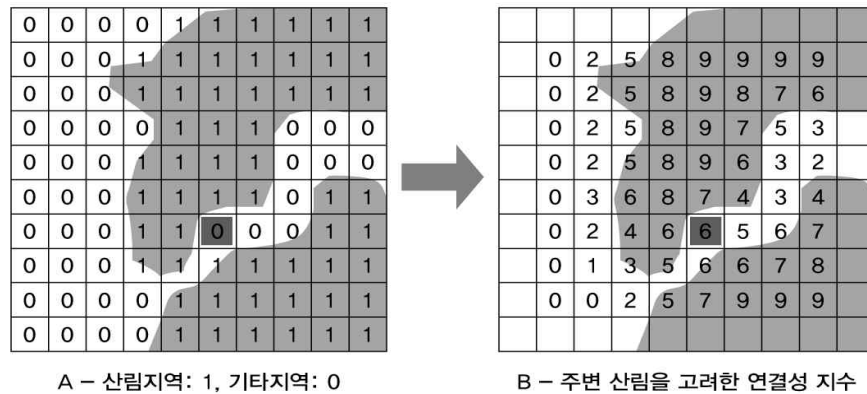 0 0 0 0 1 1 1 1 1 1
0 0 0 1 1 1 1 1 1 1
0 0 0 1 1 1 1 1 1 1
0 0 0 0 1 1 1 0 0 0
0 0 0 1 1 1 1 0 0 0
0 0 0 1 1 1 1 0 1 1
0 0 0 1 1 0 0 0 1 1
0 0 0 1 1 1 1 1 1 1
0 0 0 0 1 1 1 1 1 1
0 0 0 0 1 1 1 1 1 1
A – 산림지역: 1, 기타지역: 0
0 2 5 8 9 9 9 9
0 2 5 8 9 8 7 6
0 2 5 8 9 7 5 3
0 2 5 8 9 6 3 2
0 3 6 8 7 4 3 4
0 2 4 6 6 5 6 7
0 1 3 5 6 6 7 8
0 0 2 5 7 9 9 9
B – 주변 산림을 고려한 연결성 지수